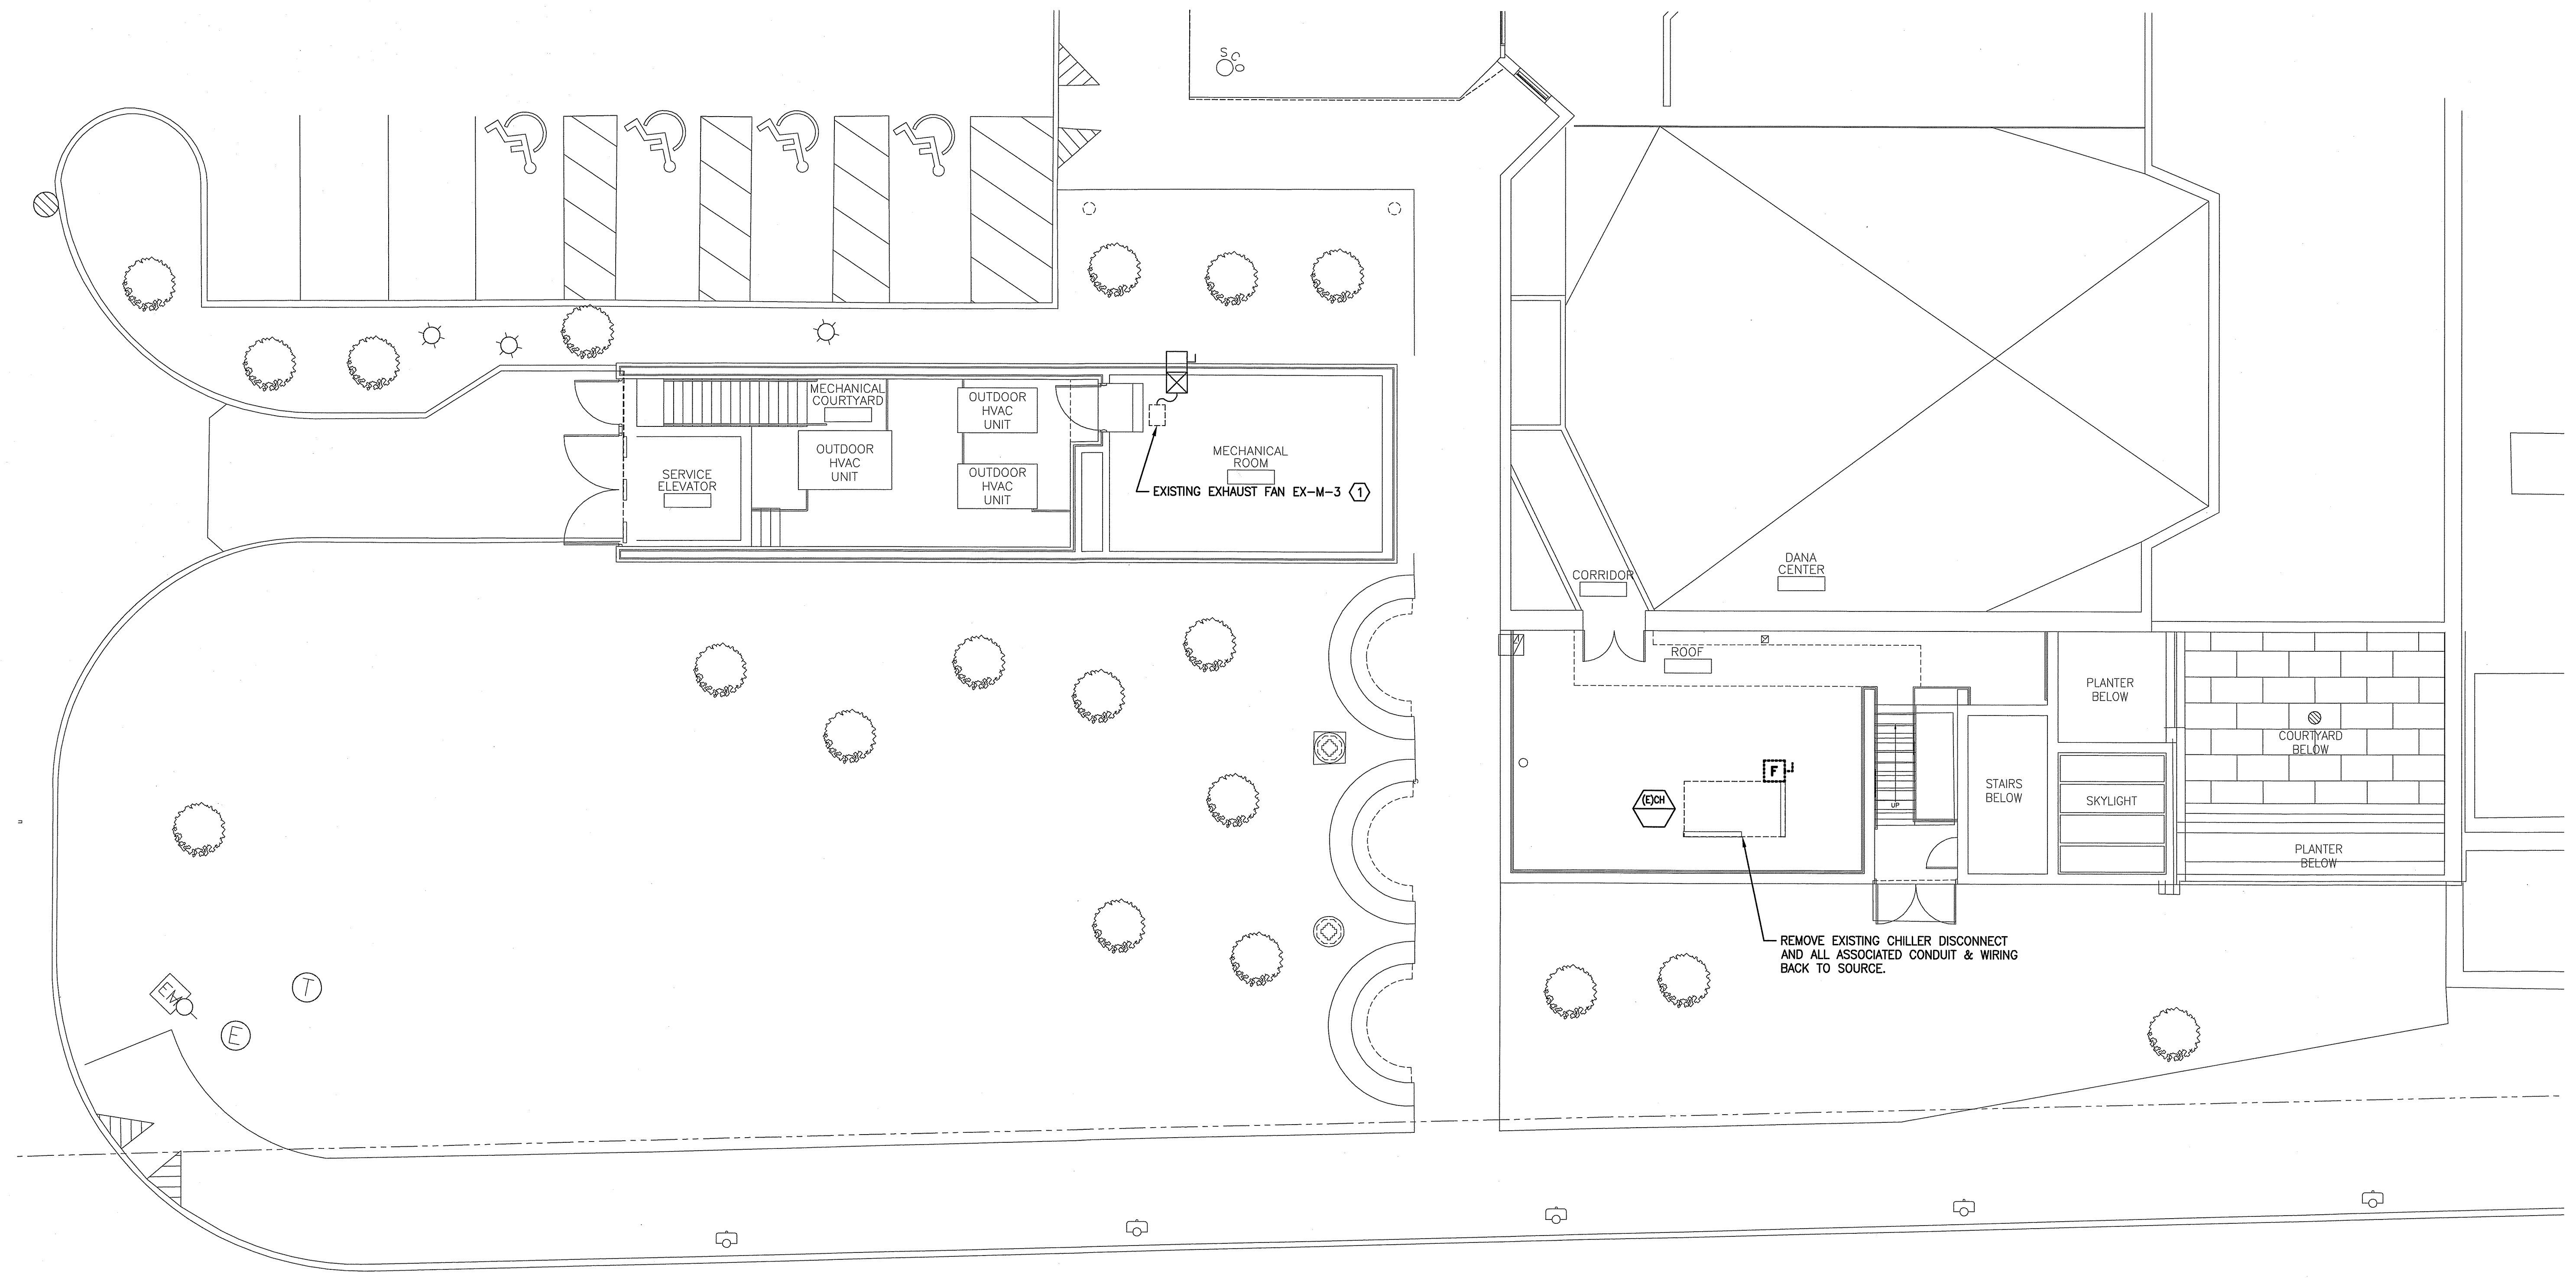 S
MECHANICAL
COURTYARD
OUTDOOR
HVAC
UNIT
OUTDOOR
HVAC
UNIT
OUTDOOR
HVAC
UNIT
SERVICE
ELEVATOR
MECHANICAL
ROOM
EXISTING EXHAUST FAN EX-M-3 1
CORRIDOR
DANA
CENTER
ROOF
PLANTER
BELOW
COURTYARD
BELOW
F
(E)CH
UP
STAIRS
BELOW
SKYLIGHT
PLANTER
BELOW
REMOVE EXISTING CHILLER DISCONNECT
AND ALL ASSOCIATED CONDUIT & WIRING
BACK TO SOURCE.
EM
T
E